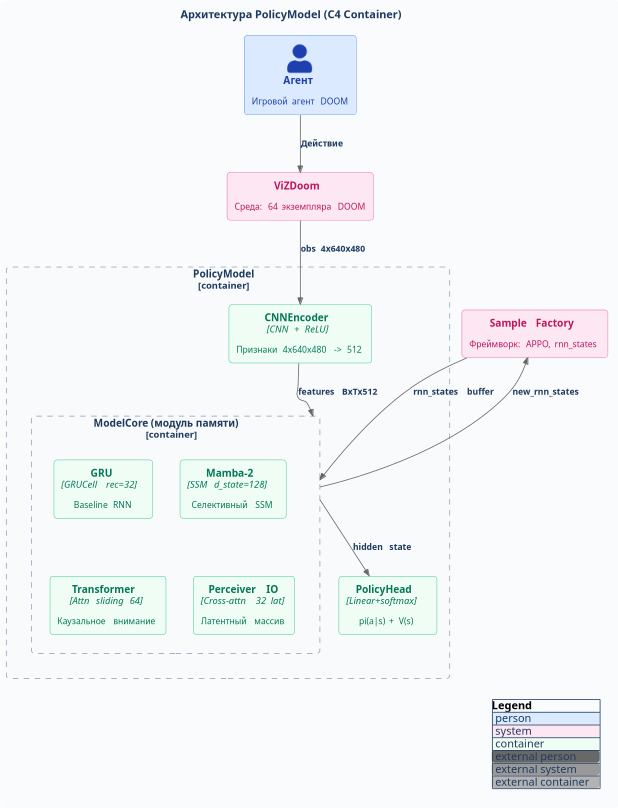 Архитектура PolicyModel (C4 Container)
Агент
Игровой агент DOOM
Действие
ViZDoom
Среда: 64 экземпляра DOOM
obs 4x640x480
PolicyModel
[container]
CNNEncoder
[CNN + ReLU]
Признаки 4x640x480 -> 512
Sample Factory
Фреймворк: APPO, rnn_states
features BxTx512
rnn_states buffer
new_rnn_states
ModelCore (модуль памяти)
[container]
GRU
[GRUCell rec=32]
Baseline RNN
Mamba-2
[SSM d_state=128]
Селективный SSM
hidden state
Transformer
[Attn sliding 64]
Каузальное внимание
Perceiver IO
[Cross-attn 32 lat]
Латентный массив
PolicyHead
[Linear+softmax]
pi(a|s) + V(s)
Legend
person
system
container
external person
external system
external container